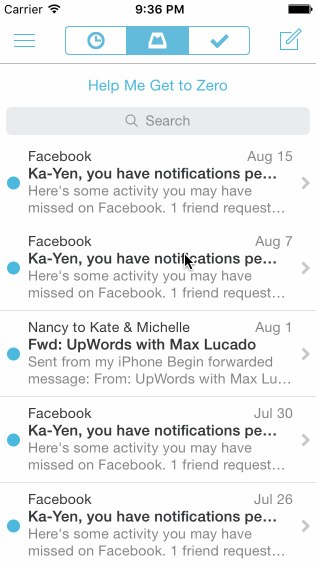 Carrier 9:36 PM
Help Me Get to Zero
Search
Facebook Aug 15
Ka-Yen, you have notifications pe...
Here's some activity you may have
missed on Facebook. 1 friend request...
Facebook Aug 7
Ka-Yen, you have notifications pe...
Here's some activity you may have
missed on Facebook. 1 friend request...
Nancy to Kate & Michelle Aug 1
Fwd: UpWords with Max Lucado
Sent from my iPhone Begin forwarded
message: From: UpWords with Max Lu...
Facebook Jul 30
Ka-Yen, you have notifications pe...
Here's some activity you may have
missed on Facebook. 1 friend request...
Facebook Jul 26
Ka-Yen, you have notifications pe...
Here's some activity you may have
missed on Facebook. 1 friend request...